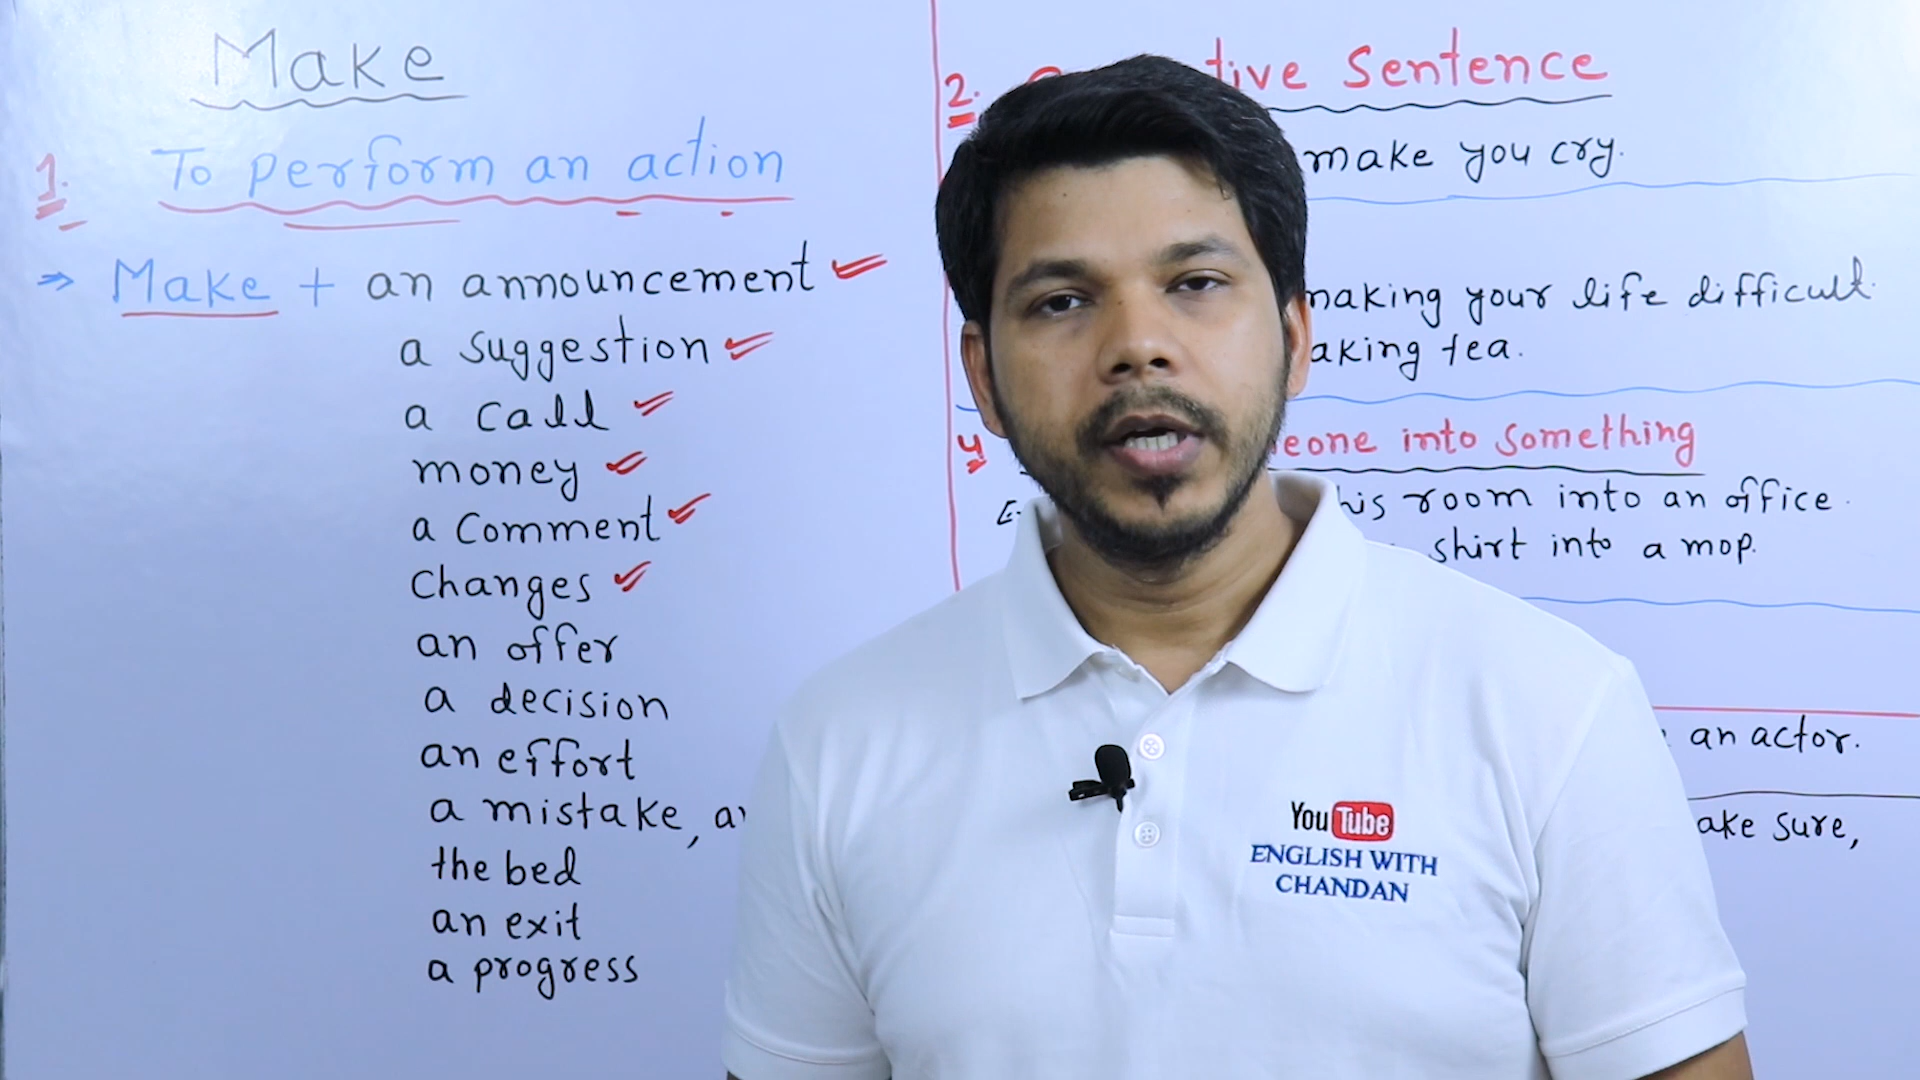 Make
1. To perform an action
⇒ Make + an announcement ✓
a suggestion ✓
a call ✓
money ✓
a comment ✓
changes ✓
an offer
a decision
an effort
a mistake,
the bed
an exit
a progress
2. tive Sentence
make you cry.
making your life difficult.
aking tea.
4. eone into something
his room into an office.
shirt into a mop.
an actor.
ake sure,
YouTube
ENGLISH WITH
CHANDAN